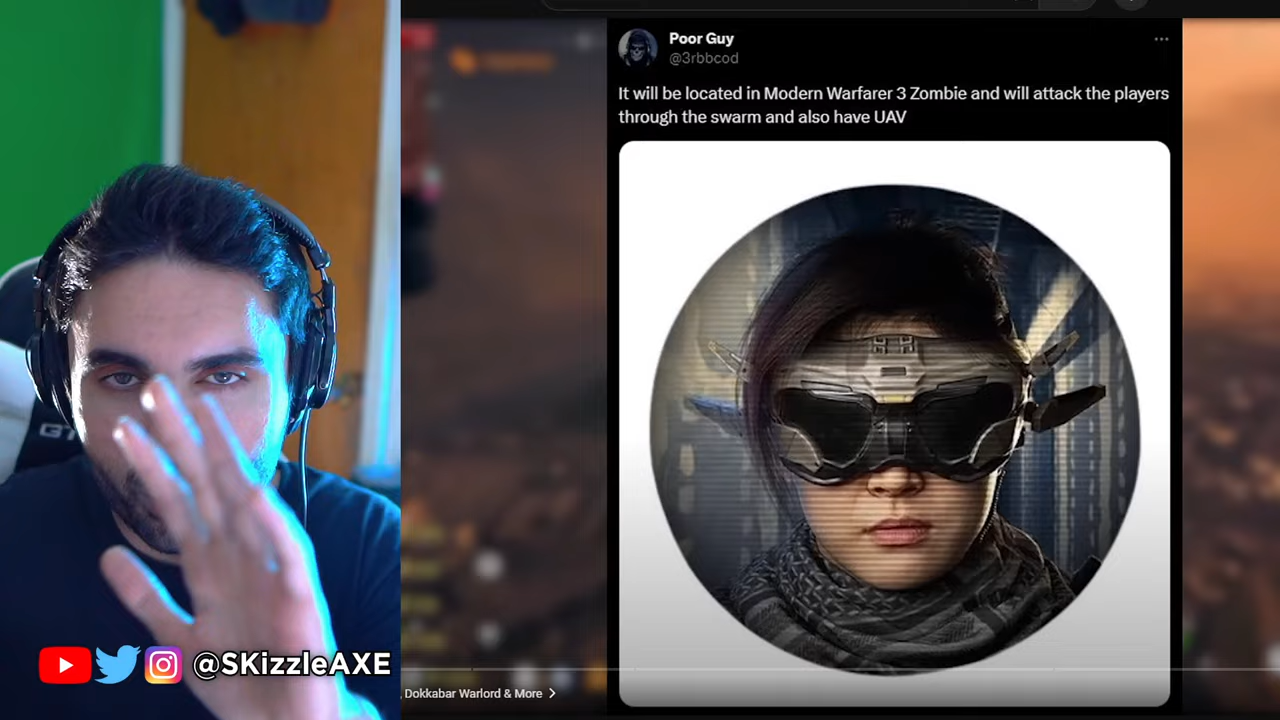 Poor Guy
@3rbbcod
It will be located in Modern Warfarer 3 Zombie and will attack the players
through the swarm and also have UAV
GT
@SKizzleAXE
Dokkabar Warlord & More